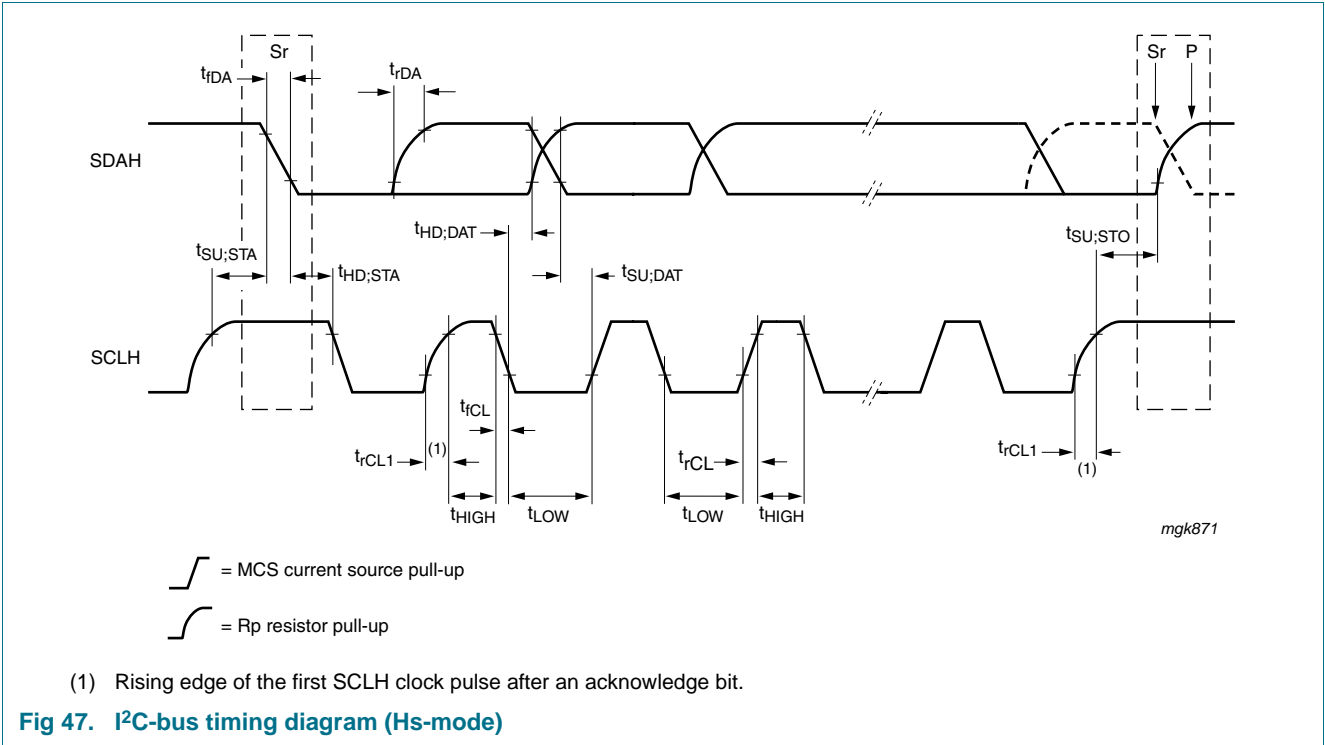 Sr
Sr P
tfDA
trDA
SDAH
tHD;DAT
tSU;STO
tSU;STA
tHD;STA
tSU;DAT
SCLH
tfCL
trCL1
(1)
trCL
trCL1
(1)
tHIGH
tLOW
tLOW
tHIGH
mgk871
= MCS current source pull-up
= Rp resistor pull-up
(1) Rising edge of the first SCLH clock pulse after an acknowledge bit.
Fig 47. I²C-bus timing diagram (Hs-mode)